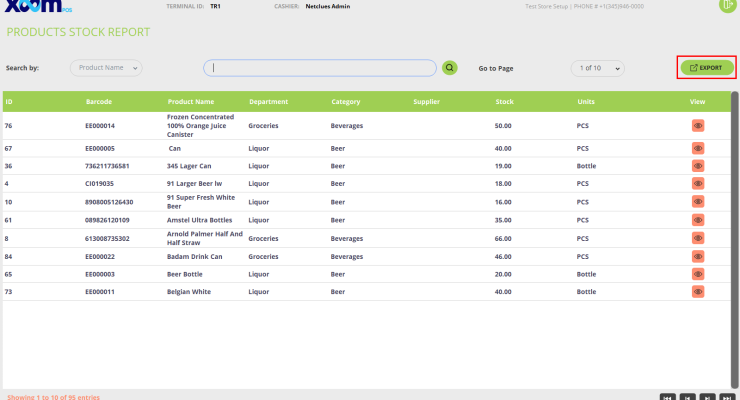 XOOM POS TERMINAL ID: TR1 CASHIER: Netclues Admin Test Store Setup | PHONE # +1(345)946-0000
PRODUCTS STOCK REPORT
Search by: Product Name Go to Page 1 of 10 EXPORT
ID Barcode Product Name Department Category Supplier Stock Units View
76 EE000014 Frozen Concentrated 100% Orange Juice Canister Groceries Beverages 50.00 PCS
67 EE000005 Can Liquor Beer 40.00 PCS
36 736211736581 345 Lager Can Liquor Beer 19.00 Bottle
4 CI019035 91 Larger Beer lw Liquor Beer 18.00 PCS
10 8908005126430 91 Super Fresh White Beer Liquor Beer 16.00 PCS
61 089826120109 Amstel Ultra Bottles Liquor Beer 35.00 PCS
8 613008735302 Arnold Palmer Half And Half Straw Groceries Beverages 66.00 PCS
84 EE000022 Badam Drink Can Groceries Beverages 46.00 PCS
65 EE000003 Beer Bottle Liquor Beer 20.00 Bottle
73 EE000011 Belgian White Liquor Beer 40.00 Bottle
Showing 1 to 10 of 95 entries